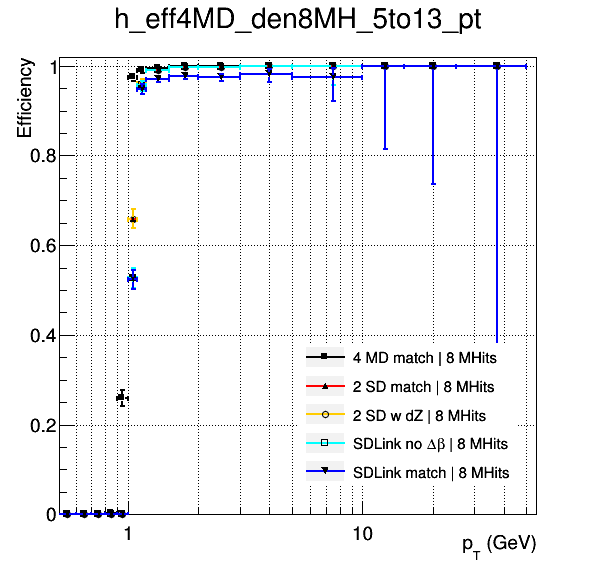 h_eff4MD_den8MH_5to13_pt
Efficiency
1
0.8
0.6
0.4
0.2
0
4 MD match | 8 MHits
2 SD match | 8 MHits
2 SD w dZ | 8 MHits
SDLink no Δβ | 8 MHits
SDLink match | 8 MHits
1
10
p_T (GeV)